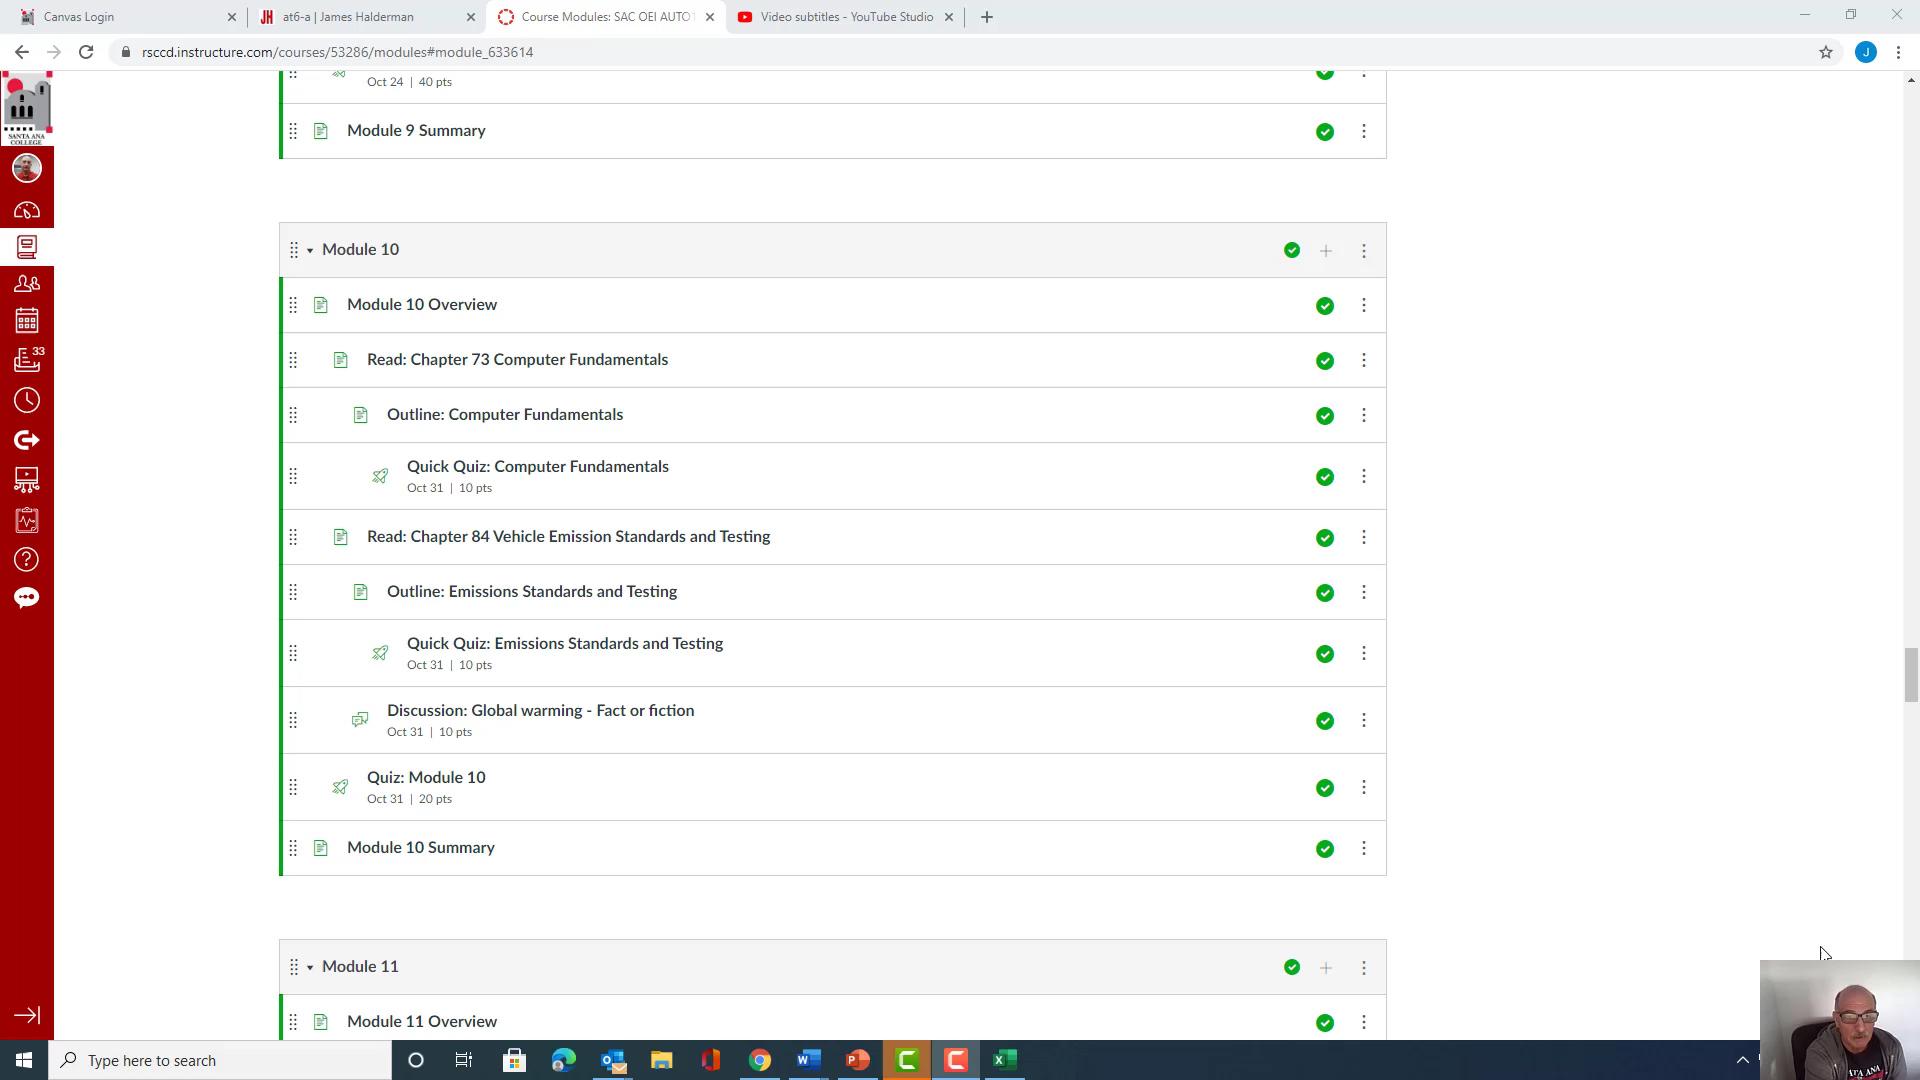 Canvas Login
JH at6-a | James Halderman
Course Modules: SAC OEI AUTO
Video subtitles - YouTube Studio
rsccd.instructure.com/courses/53286/modules#module_633614
J
SANTA ANA
COLLEGE
33
Oct 24 | 40 pts
Module 9 Summary
Module 10
Module 10 Overview
Read: Chapter 73 Computer Fundamentals
Outline: Computer Fundamentals
Quick Quiz: Computer Fundamentals
Oct 31 | 10 pts
Read: Chapter 84 Vehicle Emission Standards and Testing
Outline: Emissions Standards and Testing
Quick Quiz: Emissions Standards and Testing
Oct 31 | 10 pts
Discussion: Global warming - Fact or fiction
Oct 31 | 10 pts
Quiz: Module 10
Oct 31 | 20 pts
Module 10 Summary
Module 11
Module 11 Overview
Type here to search